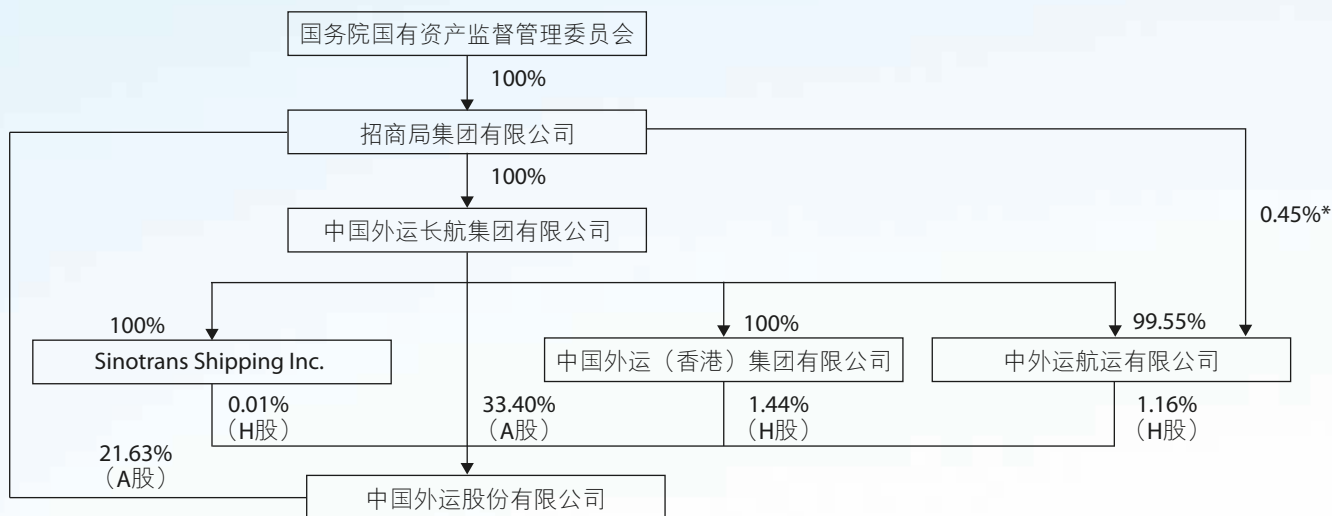 国务院国有资产监督管理委员会
100%
招商局集团有限公司
100%
中国外运长航集团有限公司
0.45%*
100%
100%
99.55%
Sinotrans Shipping Inc.
中国外运（香港）集团有限公司
中外运航运有限公司
0.01%
（H股）
33.40%
（A股）
1.44%
（H股）
1.16%
（H股）
21.63%
（A股）
中国外运股份有限公司